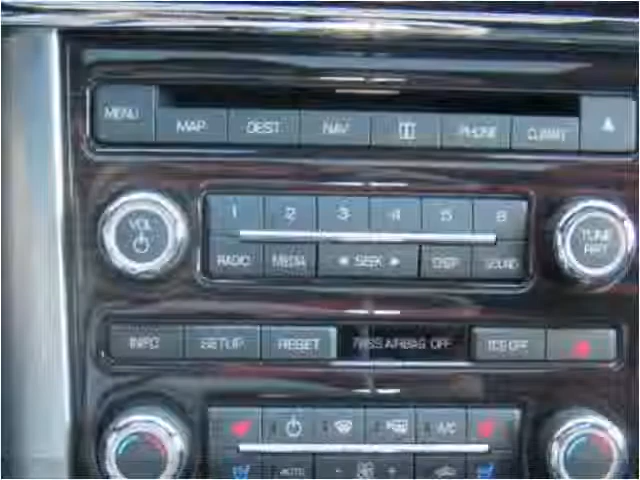 MENU MAP DEST NAV PHONE CLIMATE
1 2 3 4 5 6
VOL
TUNE
RADIO MEDIA SEEK DISP SOUND
INFO SETUP RESET PASS AIRBAG OFF TCS OFF
A/C
AUTO - +